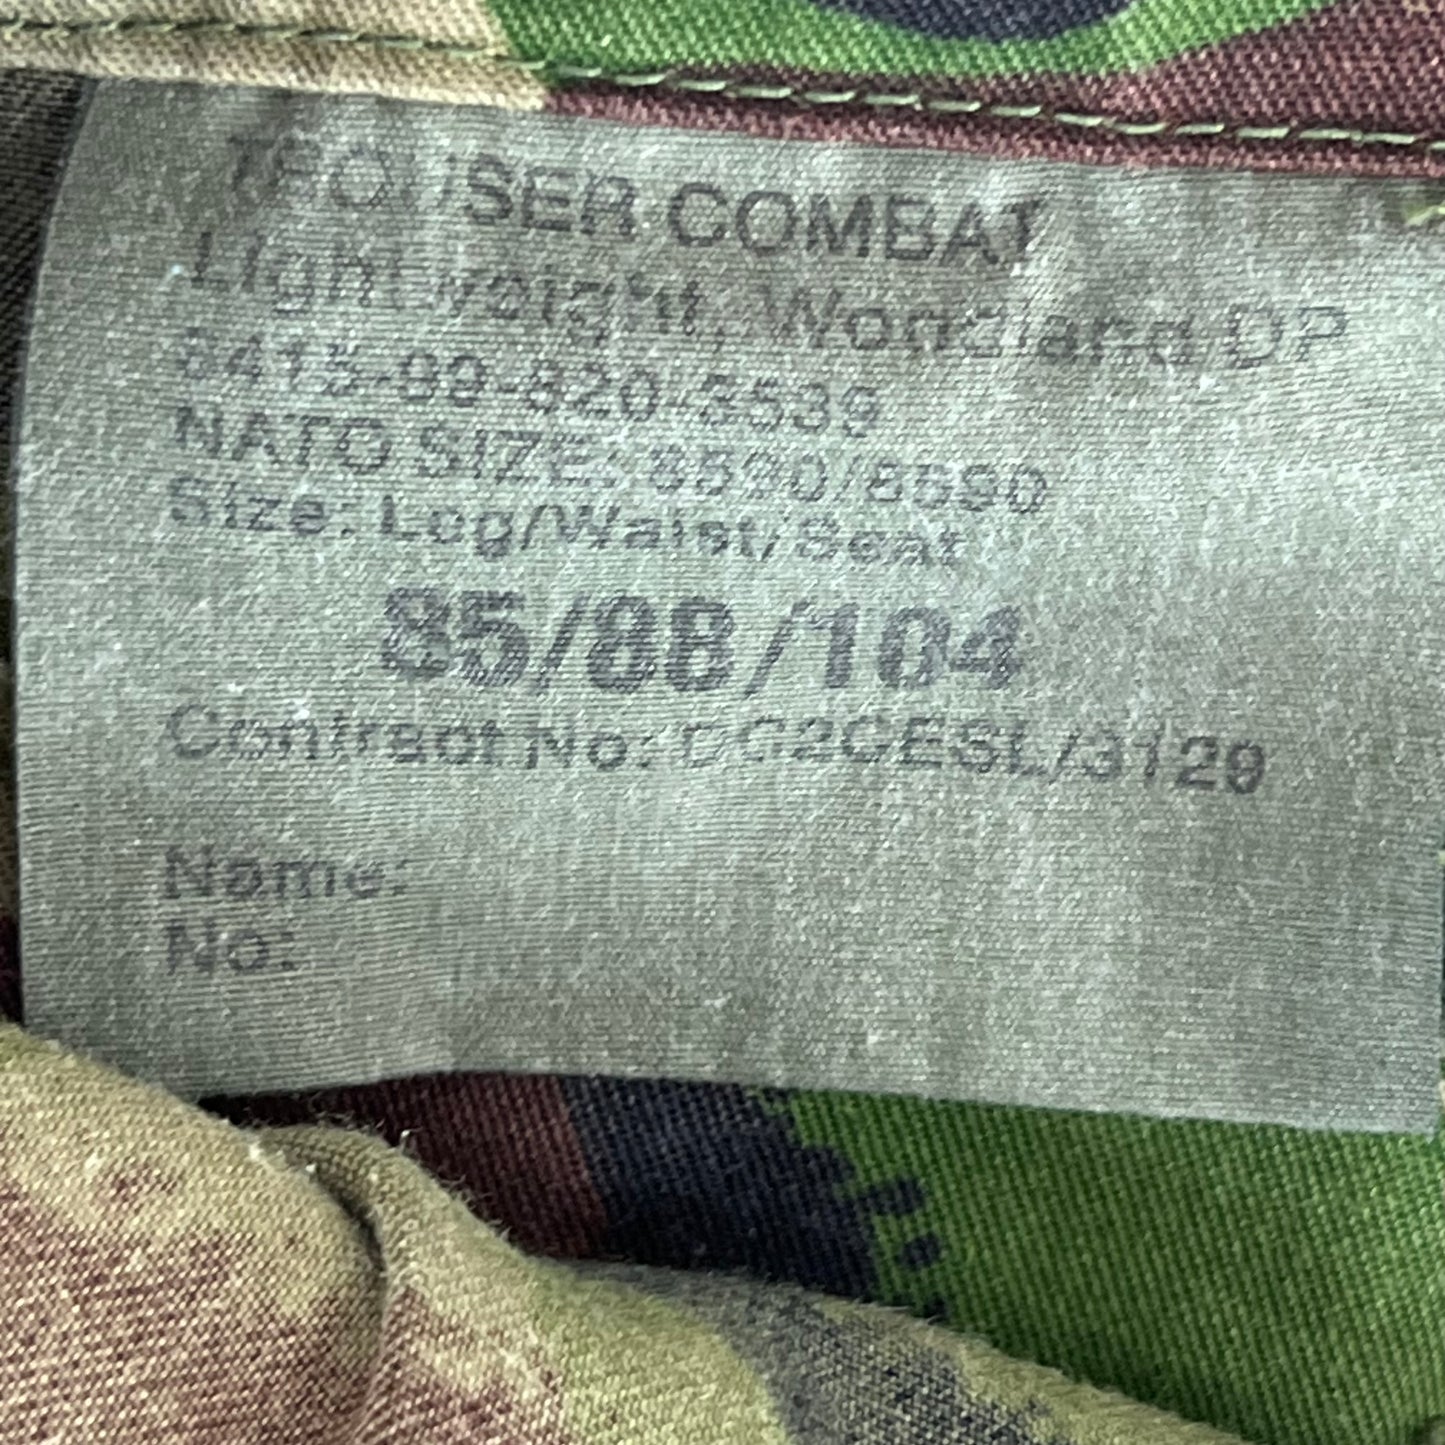 TROUSER COMBAT
Lightweight, Woodland DP
8415-99-820-3539
NATO SIZE: 8590/8690
Size: Leg/Waist/Seat
85/88/104
Contract No: DC2CESL/3129
Name:
No: